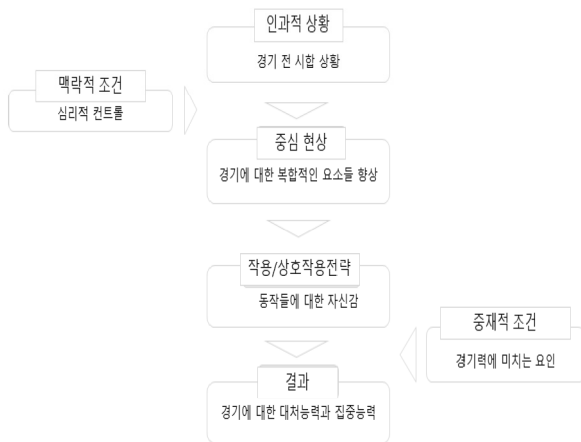 인과적 상황
경기 전 시합 상황
맥락적 조건
심리적 컨트롤
중심 현상
경기에 대한 복합적인 요소들 향상
작용/상호작용전략
동작들에 대한 자신감
중재적 조건
경기력에 미치는 요인
결과
경기에 대한 대처능력과 집중능력